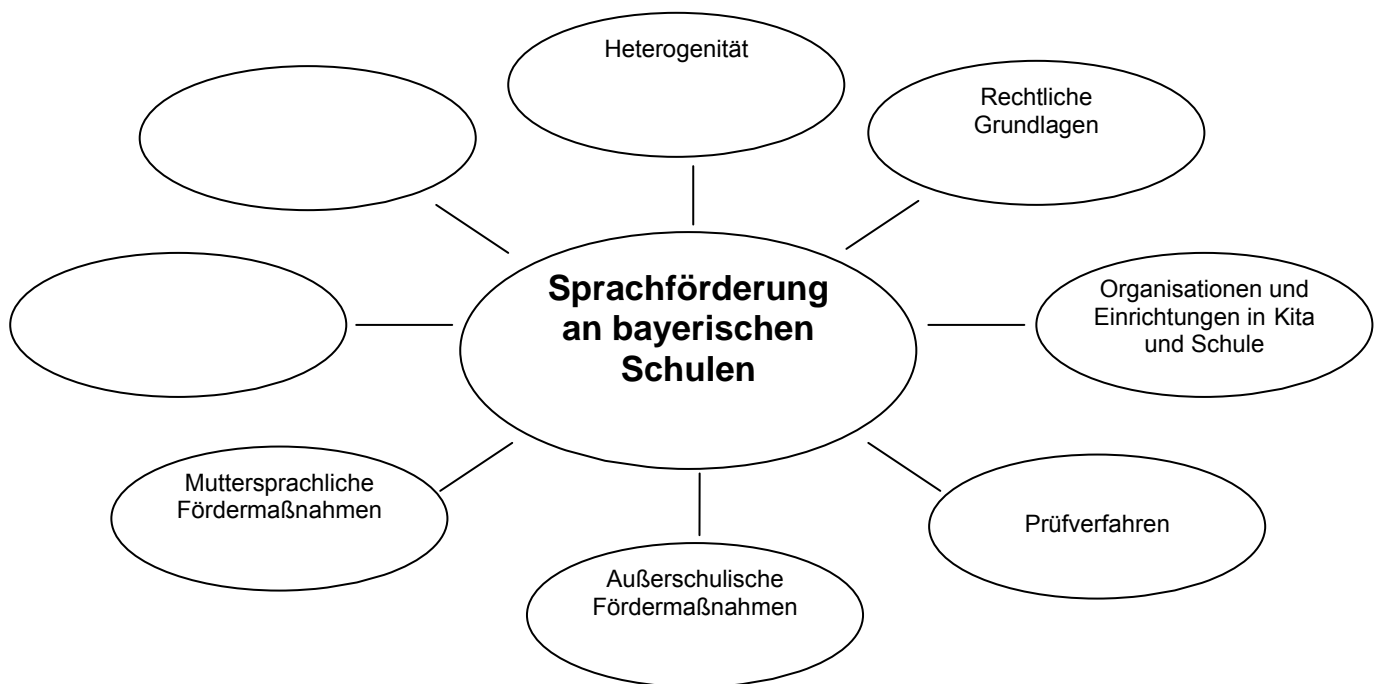 Heterogenität
Rechtliche
Grundlagen
Organisationen und
Einrichtungen in Kita
und Schule
Sprachförderung
an bayerischen
Schulen
Muttersprachliche
Fördermaßnahmen
Prüfverfahren
Außerschulische
Fördermaßnahmen